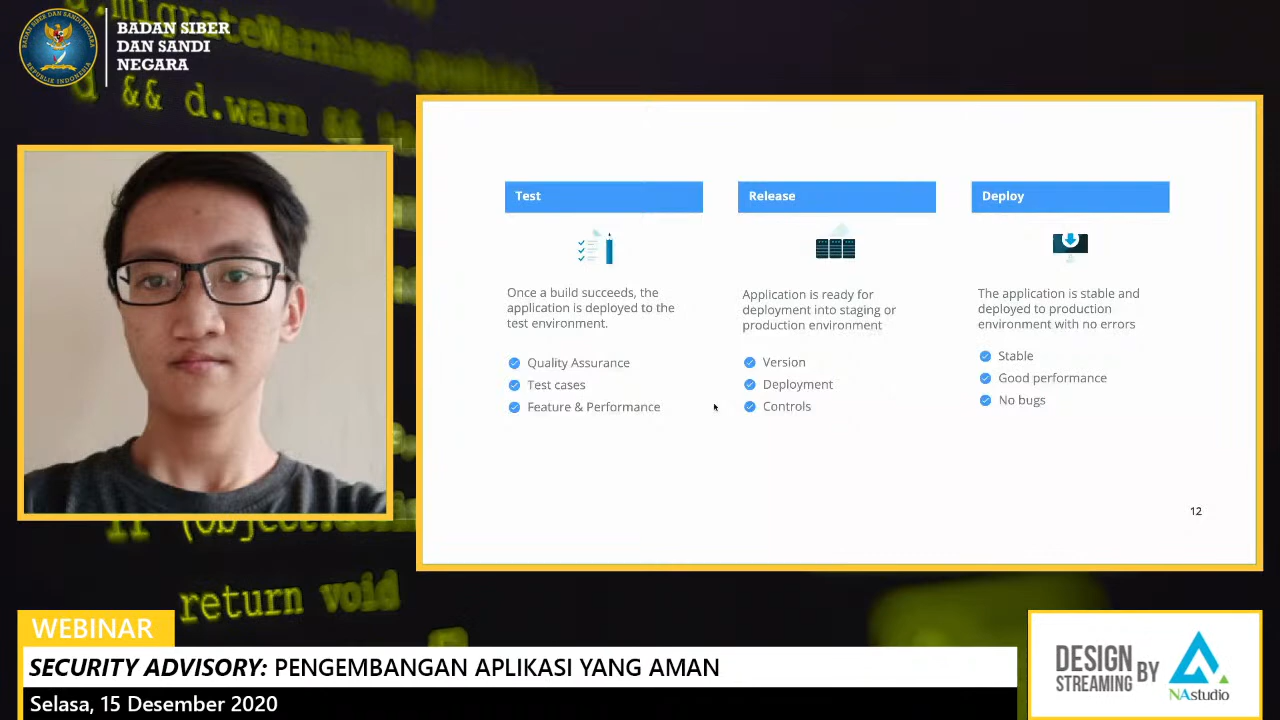 BADAN SIBER
DAN SANDI
NEGARA
d.migrateWarnings
d && d.warn &&
Test
Once a build succeeds, the
application is deployed to the
test environment.
Quality Assurance
Test cases
Feature & Performance
Release
Application is ready for
deployment into staging or
production environment
Version
Deployment
Controls
Deploy
The application is stable and
deployed to production
environment with no errors
Stable
Good performance
No bugs
12
return void
WEBINAR
SECURITY ADVISORY: PENGEMBANGAN APLIKASI YANG AMAN
Selasa, 15 Desember 2020
DESIGN
STREAMING
BY
NAstudio